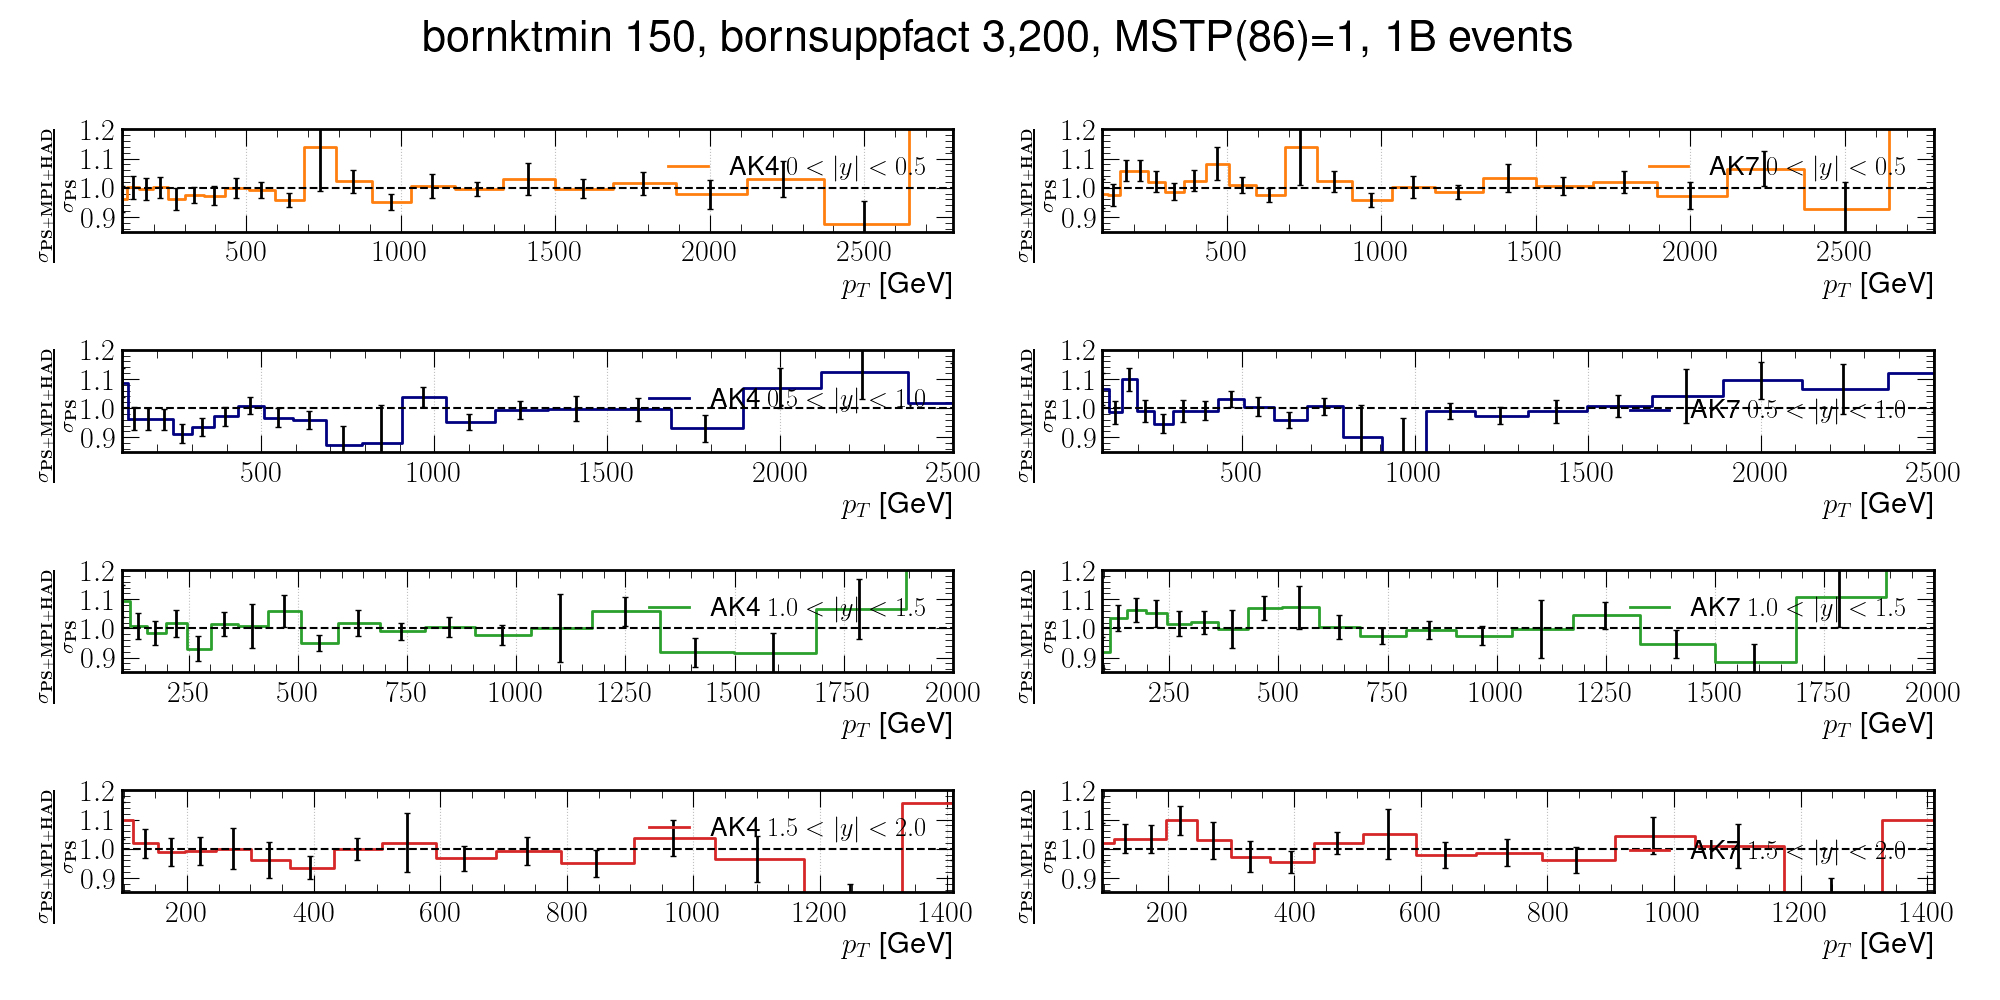 bornktmin 150, bornsuppfact 3,200, MSTP(86)=1, 1B events
σPS+MPI+HAD
σPS
1.2
1.1
1.0
0.9
AK4 0 < |y| < 0.5
500 1000 1500 2000 2500
pT [GeV]
σPS+MPI+HAD
σPS
1.2
1.1
1.0
0.9
AK7 0 < |y| < 0.5
500 1000 1500 2000 2500
pT [GeV]
σPS+MPI+HAD
σPS
1.2
1.1
1.0
0.9
AK4 0.5 < |y| < 1.0
500 1000 1500 2000 2500
pT [GeV]
σPS+MPI+HAD
σPS
1.2
1.1
1.0
0.9
AK7 0.5 < |y| < 1.0
500 1000 1500 2000 2500
pT [GeV]
σPS+MPI+HAD
σPS
1.2
1.1
1.0
0.9
AK4 1.0 < |y| < 1.5
250 500 750 1000 1250 1500 1750 2000
pT [GeV]
σPS+MPI+HAD
σPS
1.2
1.1
1.0
0.9
AK7 1.0 < |y| < 1.5
250 500 750 1000 1250 1500 1750 2000
pT [GeV]
σPS+MPI+HAD
σPS
1.2
1.1
1.0
0.9
AK4 1.5 < |y| < 2.0
200 400 600 800 1000 1200 1400
pT [GeV]
σPS+MPI+HAD
σPS
1.2
1.1
1.0
0.9
AK7 1.5 < |y| < 2.0
200 400 600 800 1000 1200 1400
pT [GeV]